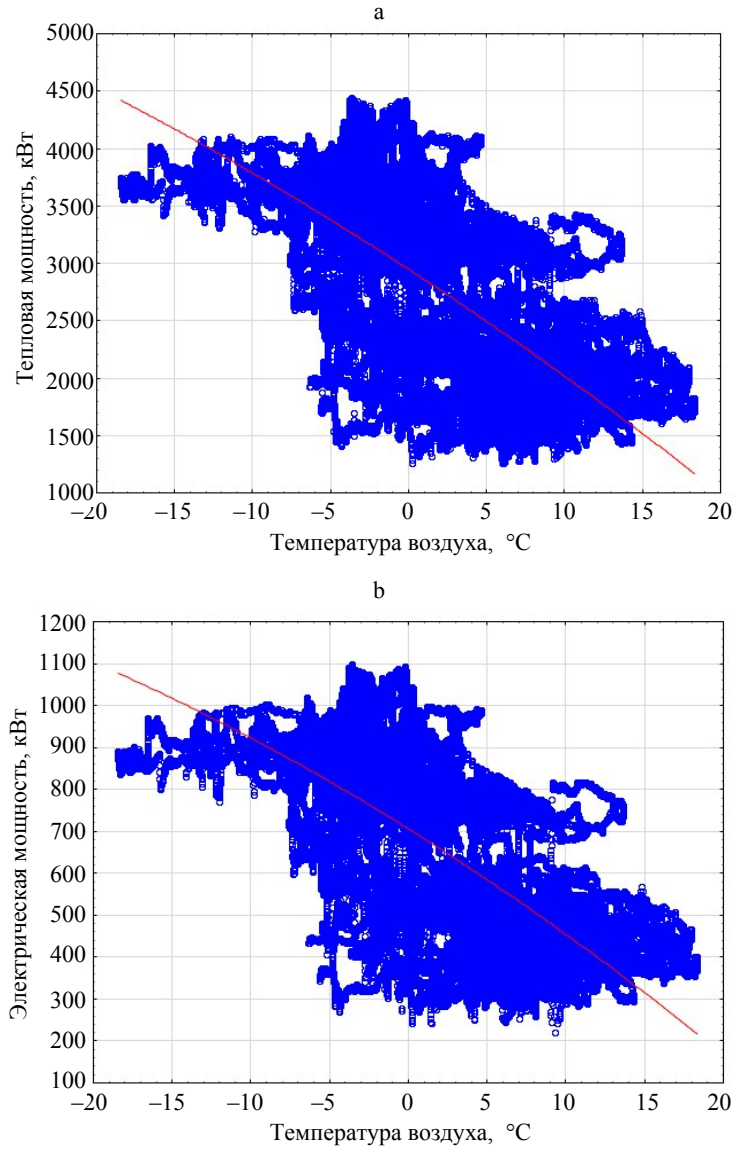 a
5000
4500
4000
3500
3000
2500
2000
1500
1000
Тепловая мощность, кВт
–20 –15 –10 –5 0 5 10 15 20
Температура воздуха, °С
b
1200
1100
1000
900
800
700
600
500
400
300
200
100
Электрическая мощность, кВт
–20 –15 –10 –5 0 5 10 15 20
Температура воздуха, °С